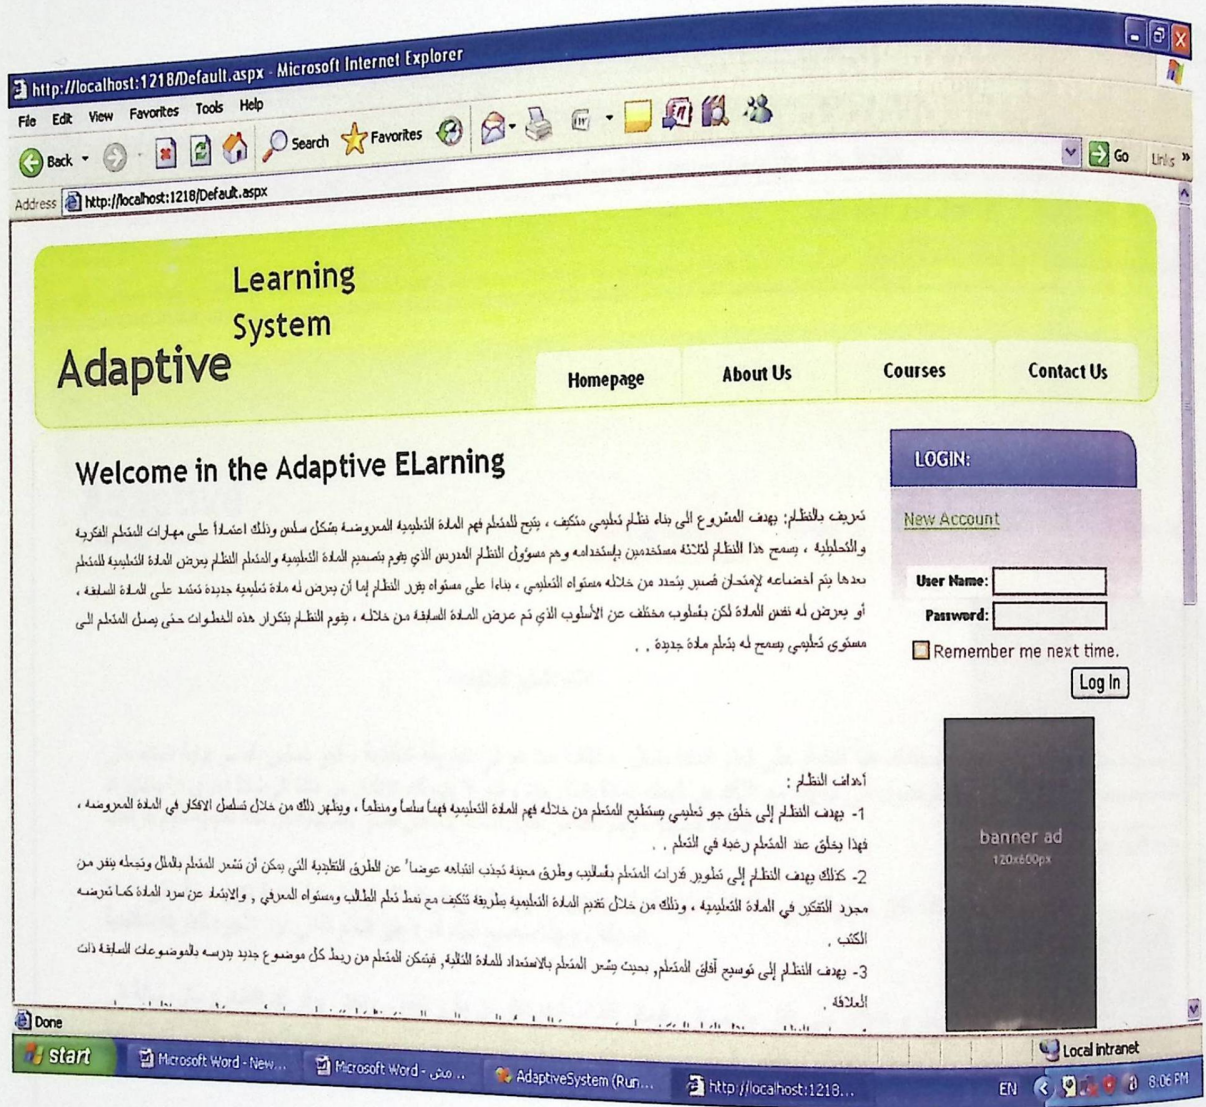 http://localhost:1218/Default.aspx - Microsoft Internet Explorer
File Edit View Favorites Tools Help
Back Search Favorites
Go Links »
Address http://localhost:1218/Default.aspx
Learning
System
Adaptive
Homepage About Us Courses Contact Us
Welcome in the Adaptive ELarning
تعريف بالنظام: يهدف المشروع الى بناء نظام تعليمي متكيف ، يتيح للمتعلم فهم المادة التعليمية المعروضة بشكل سلس وذلك اعتماداً على مهارات المتعلم الفكرية
والتحليلية ، يسمح هذا النظام لثلاثة مستخدمين بإستخدامه وهم مسؤول النظام المدرس الذي يقوم بتصميم المادة التعليمية والمتعلم النظام يعرض المادة التعليمية للمتعلم
بعدها يتم اخضاعه لإمتحان قصير يتحدد من خلاله مستواه التعليمي ، بناءا على مستواه يقرر النظام إما أن يعرض له مادة تعليمية جديدة تعتمد على المادة السابقة ،
أو يعرض له نفس المادة لكن بأسلوب مختلف عن الأسلوب الذي تم عرض المادة السابقة من خلاله ، يقوم النظام بتكرار هذه الخطوات حتى يصل المتعلم الى
مستوى تعليمي يسمح له بتعلم مادة جديدة . .
أهداف النظام :
1- يهدف النظام إلى خلق جو تعليمي يستطيع المتعلم من خلاله فهم المادة التعليمية فهماً سلساً ومنظماً ، ويظهر ذلك من خلال تسلسل الافكار في المادة المعروضة ،
فهذا يخلق عند المتعلم رغبة في التعلم . .
2- كذلك يهدف النظام إلى تطوير قدرات المتعلم بأساليب وطرق معينة تجذب انتباهه عوضا' عن الطرق التقليدية التي يمكن أن تشعر المتعلم بالملل وتجعله ينفر من
مجرد التفكير في المادة التعليمية ، وذلك من خلال تقديم المادة التعليمية بطريقة تتكيف مع نمط تعلم الطالب ومستواه المعرفي , والابتعاد عن سرد المادة كما تعرضه
الكتب .
3- يهدف النظام إلى توسيع آفاق المتعلم, بحيث يشعر المتعلم بالاستعداد للمادة التالية, فيتمكن المتعلم من ربط كل موضوع جديد يدرسه بالموضوعات السابقة ذات
العلاقة .
LOGIN:
New Account
User Name:
Password:
Remember me next time.
Log In
banner ad
120x600px
Done
Local intranet
start Microsoft Word - New... Microsoft Word - مش... AdaptiveSystem (Run... http://localhost:1218... EN 8:06 PM